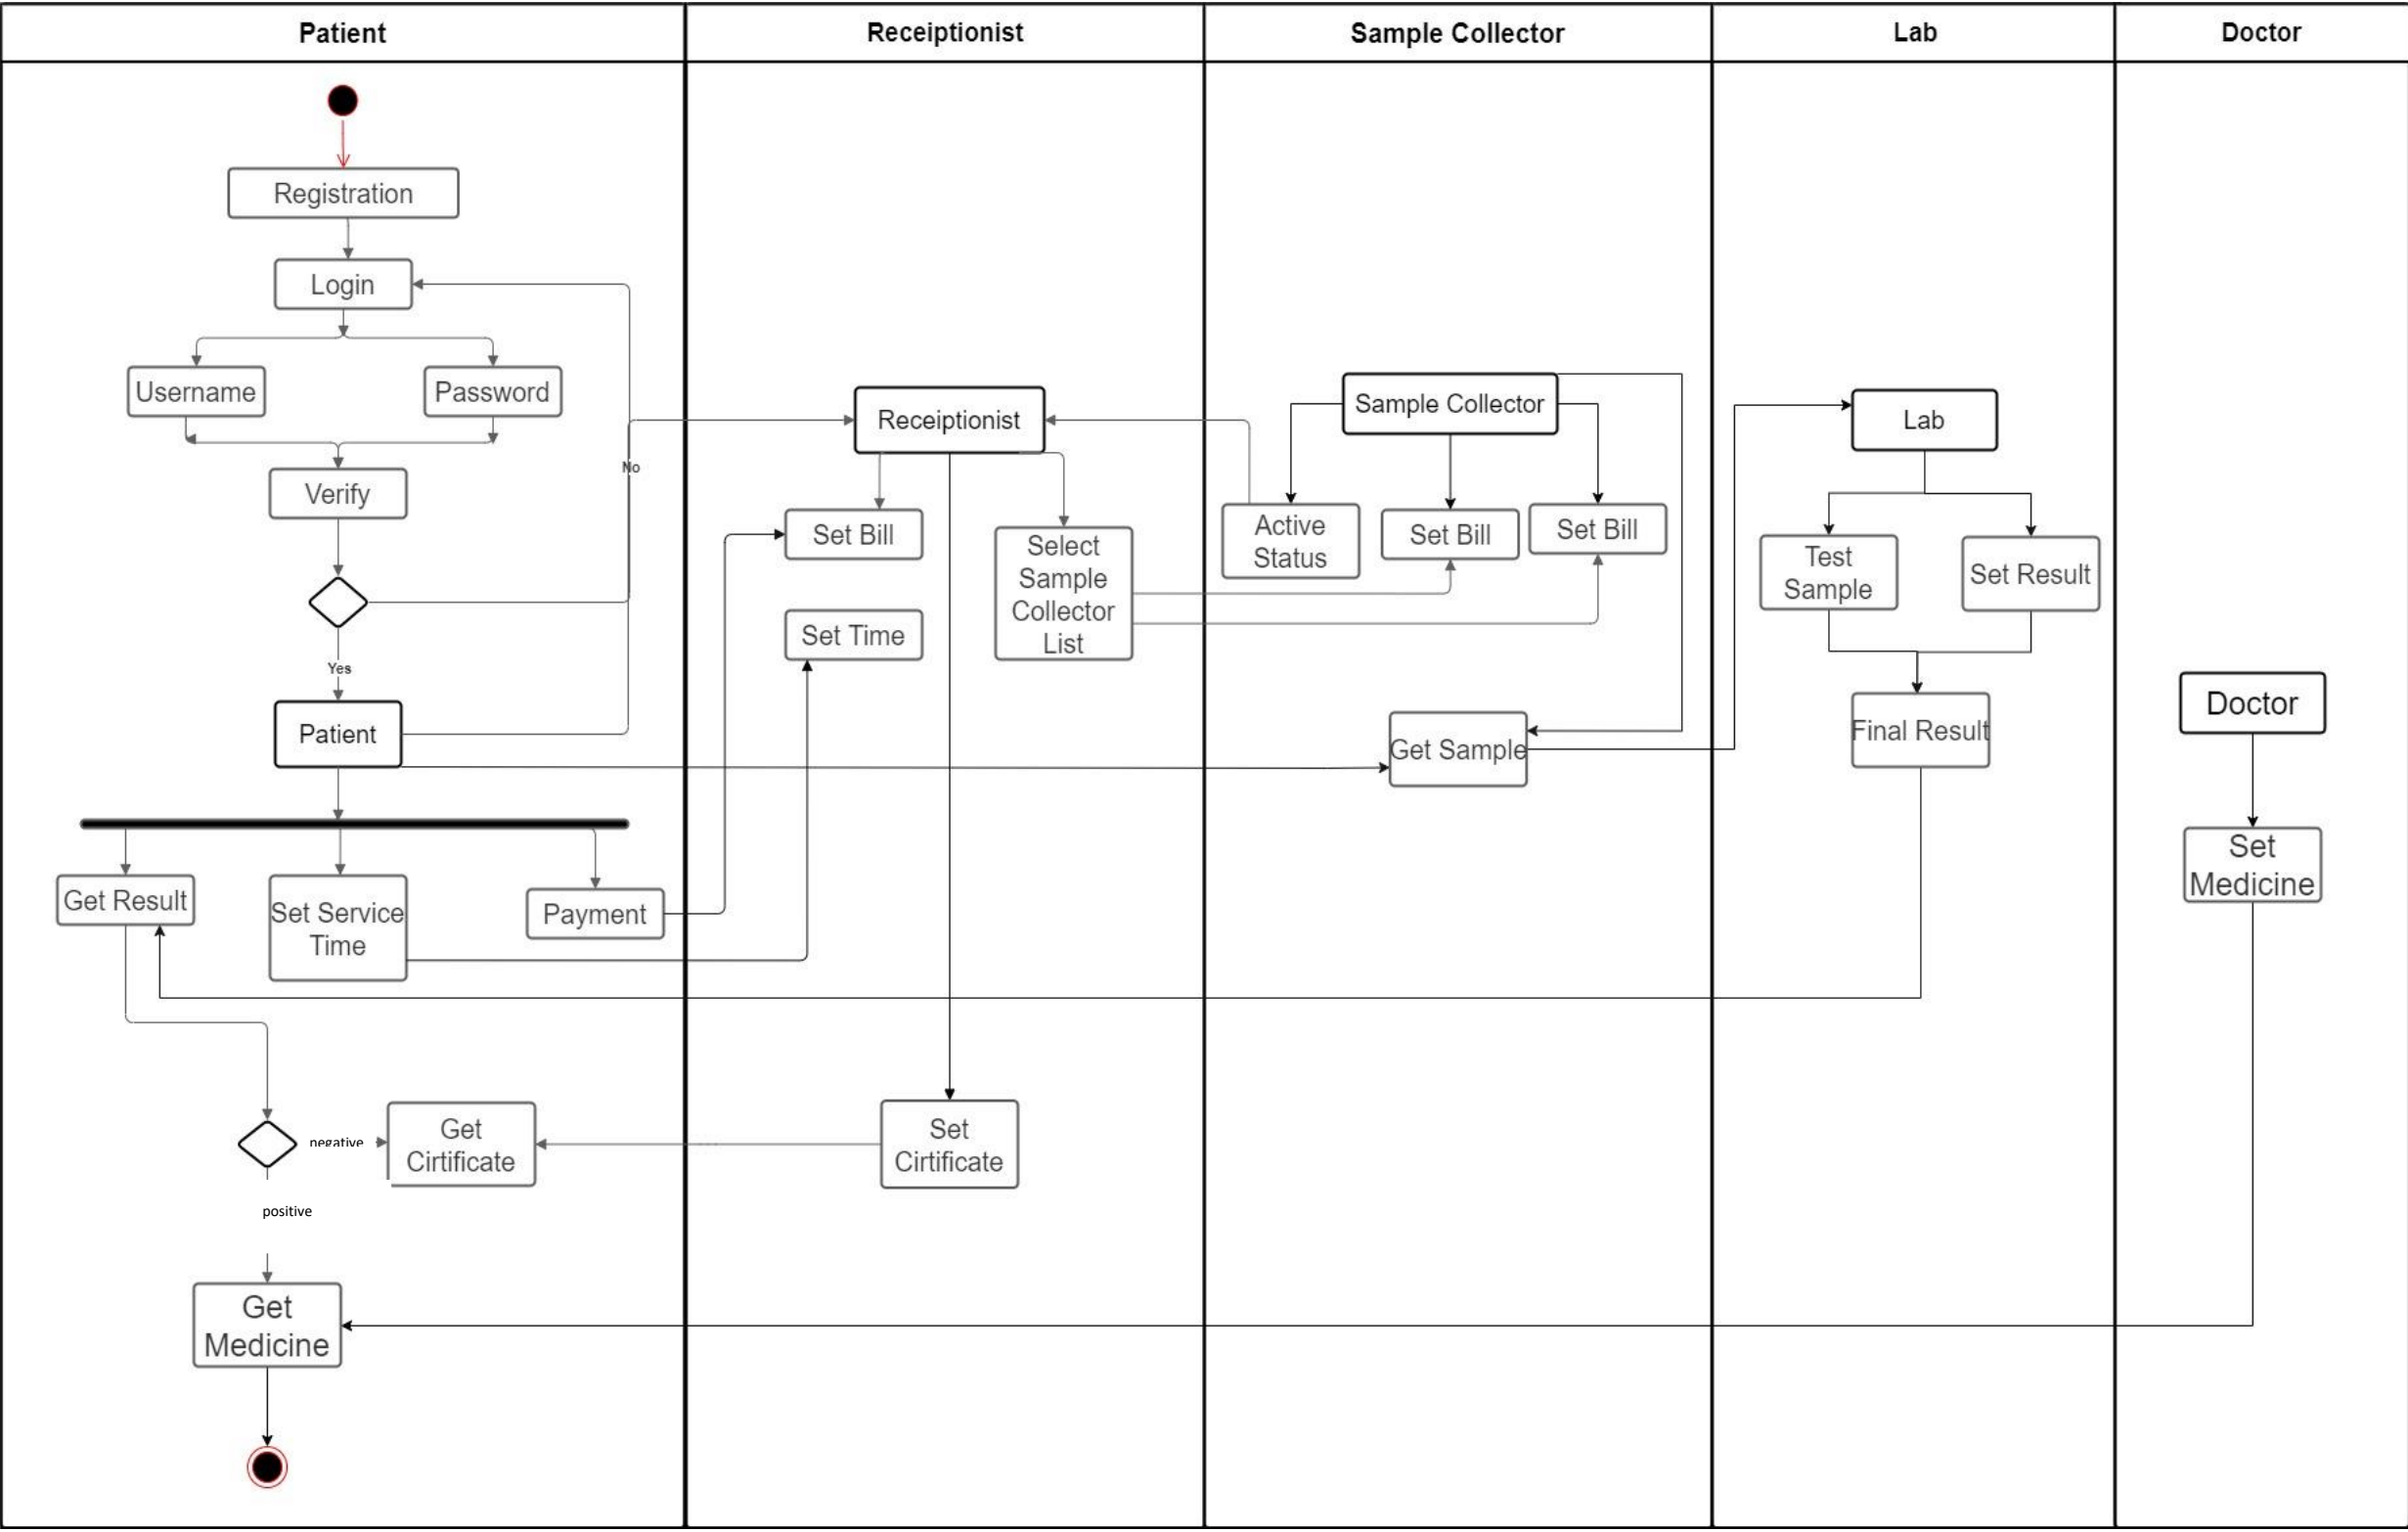 Patient
Receiptionist
Sample Collector
Lab
Doctor
Registration
Login
Username
Password
Verify
No
Yes
Patient
Get Result
Set Service
Time
Payment
negative
Get
Cirtificate
positive
Get
Medicine
Receiptionist
Set Bill
Set Time
Select
Sample
Collector
List
Set
Cirtificate
Sample Collector
Active
Status
Set Bill
Set Bill
Get Sample
Lab
Test
Sample
Set Result
Final Result
Doctor
Set
Medicine